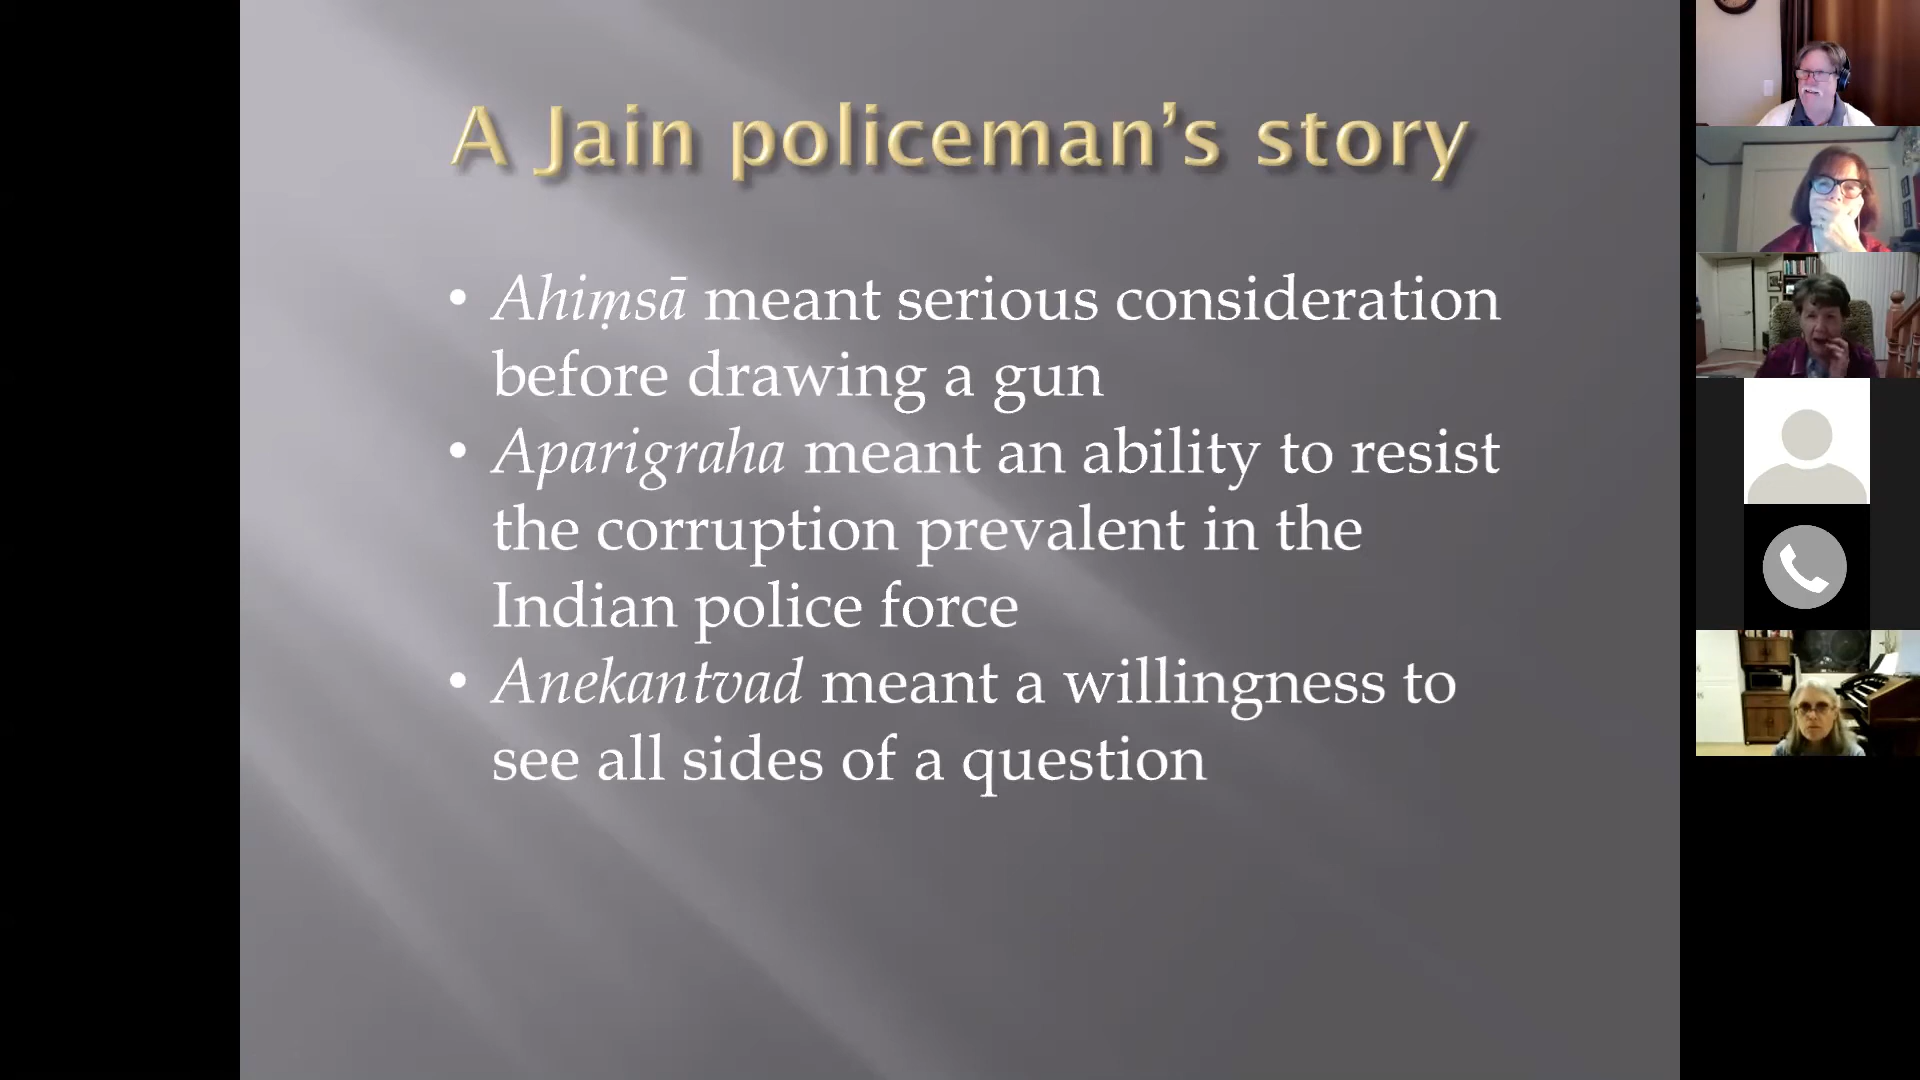 A Jain policeman’s story
• Ahiṃsā meant serious consideration
before drawing a gun
• Aparigraha meant an ability to resist
the corruption prevalent in the
Indian police force
• Anekantvad meant a willingness to
see all sides of a question